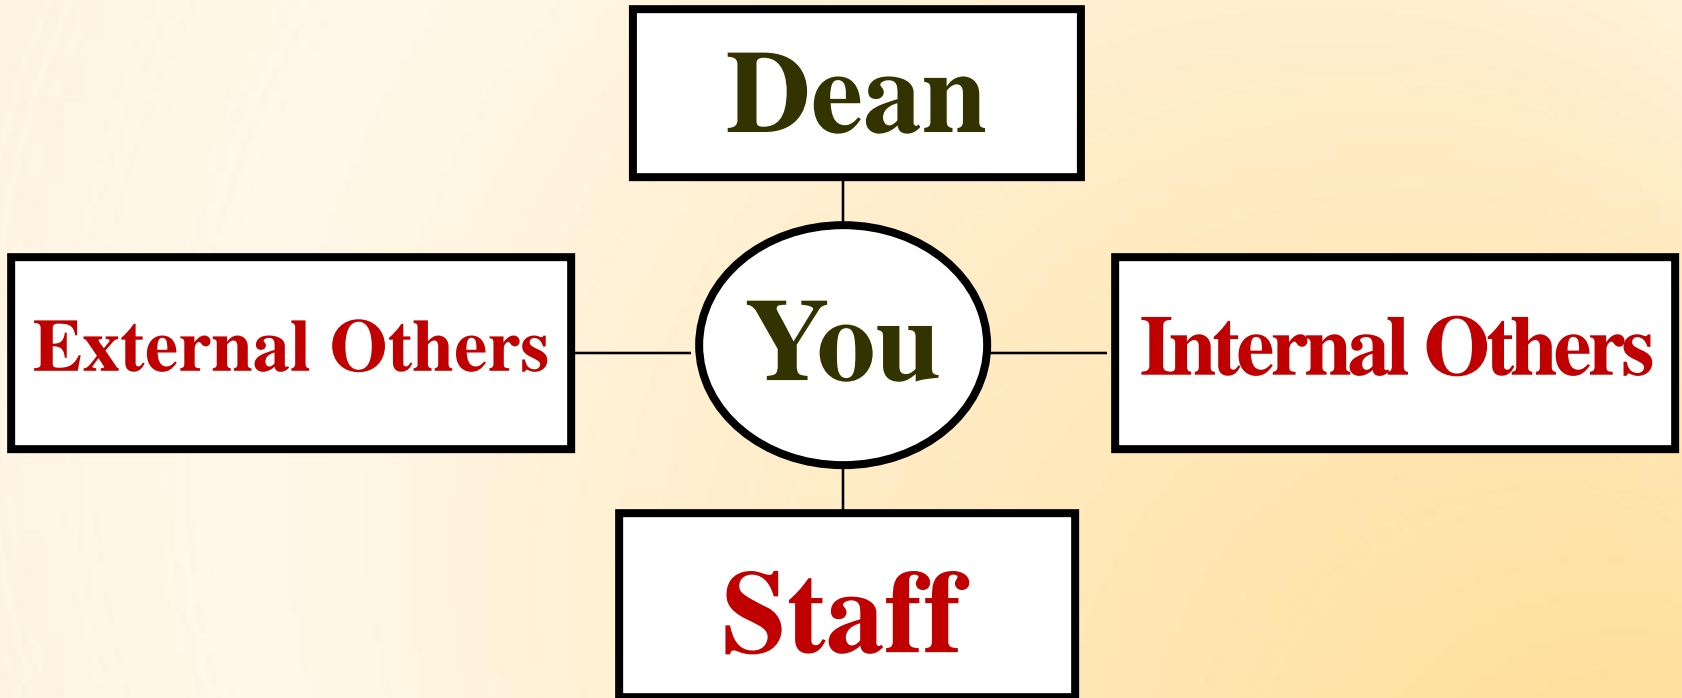 Dean
External Others
You
Internal Others
Staff